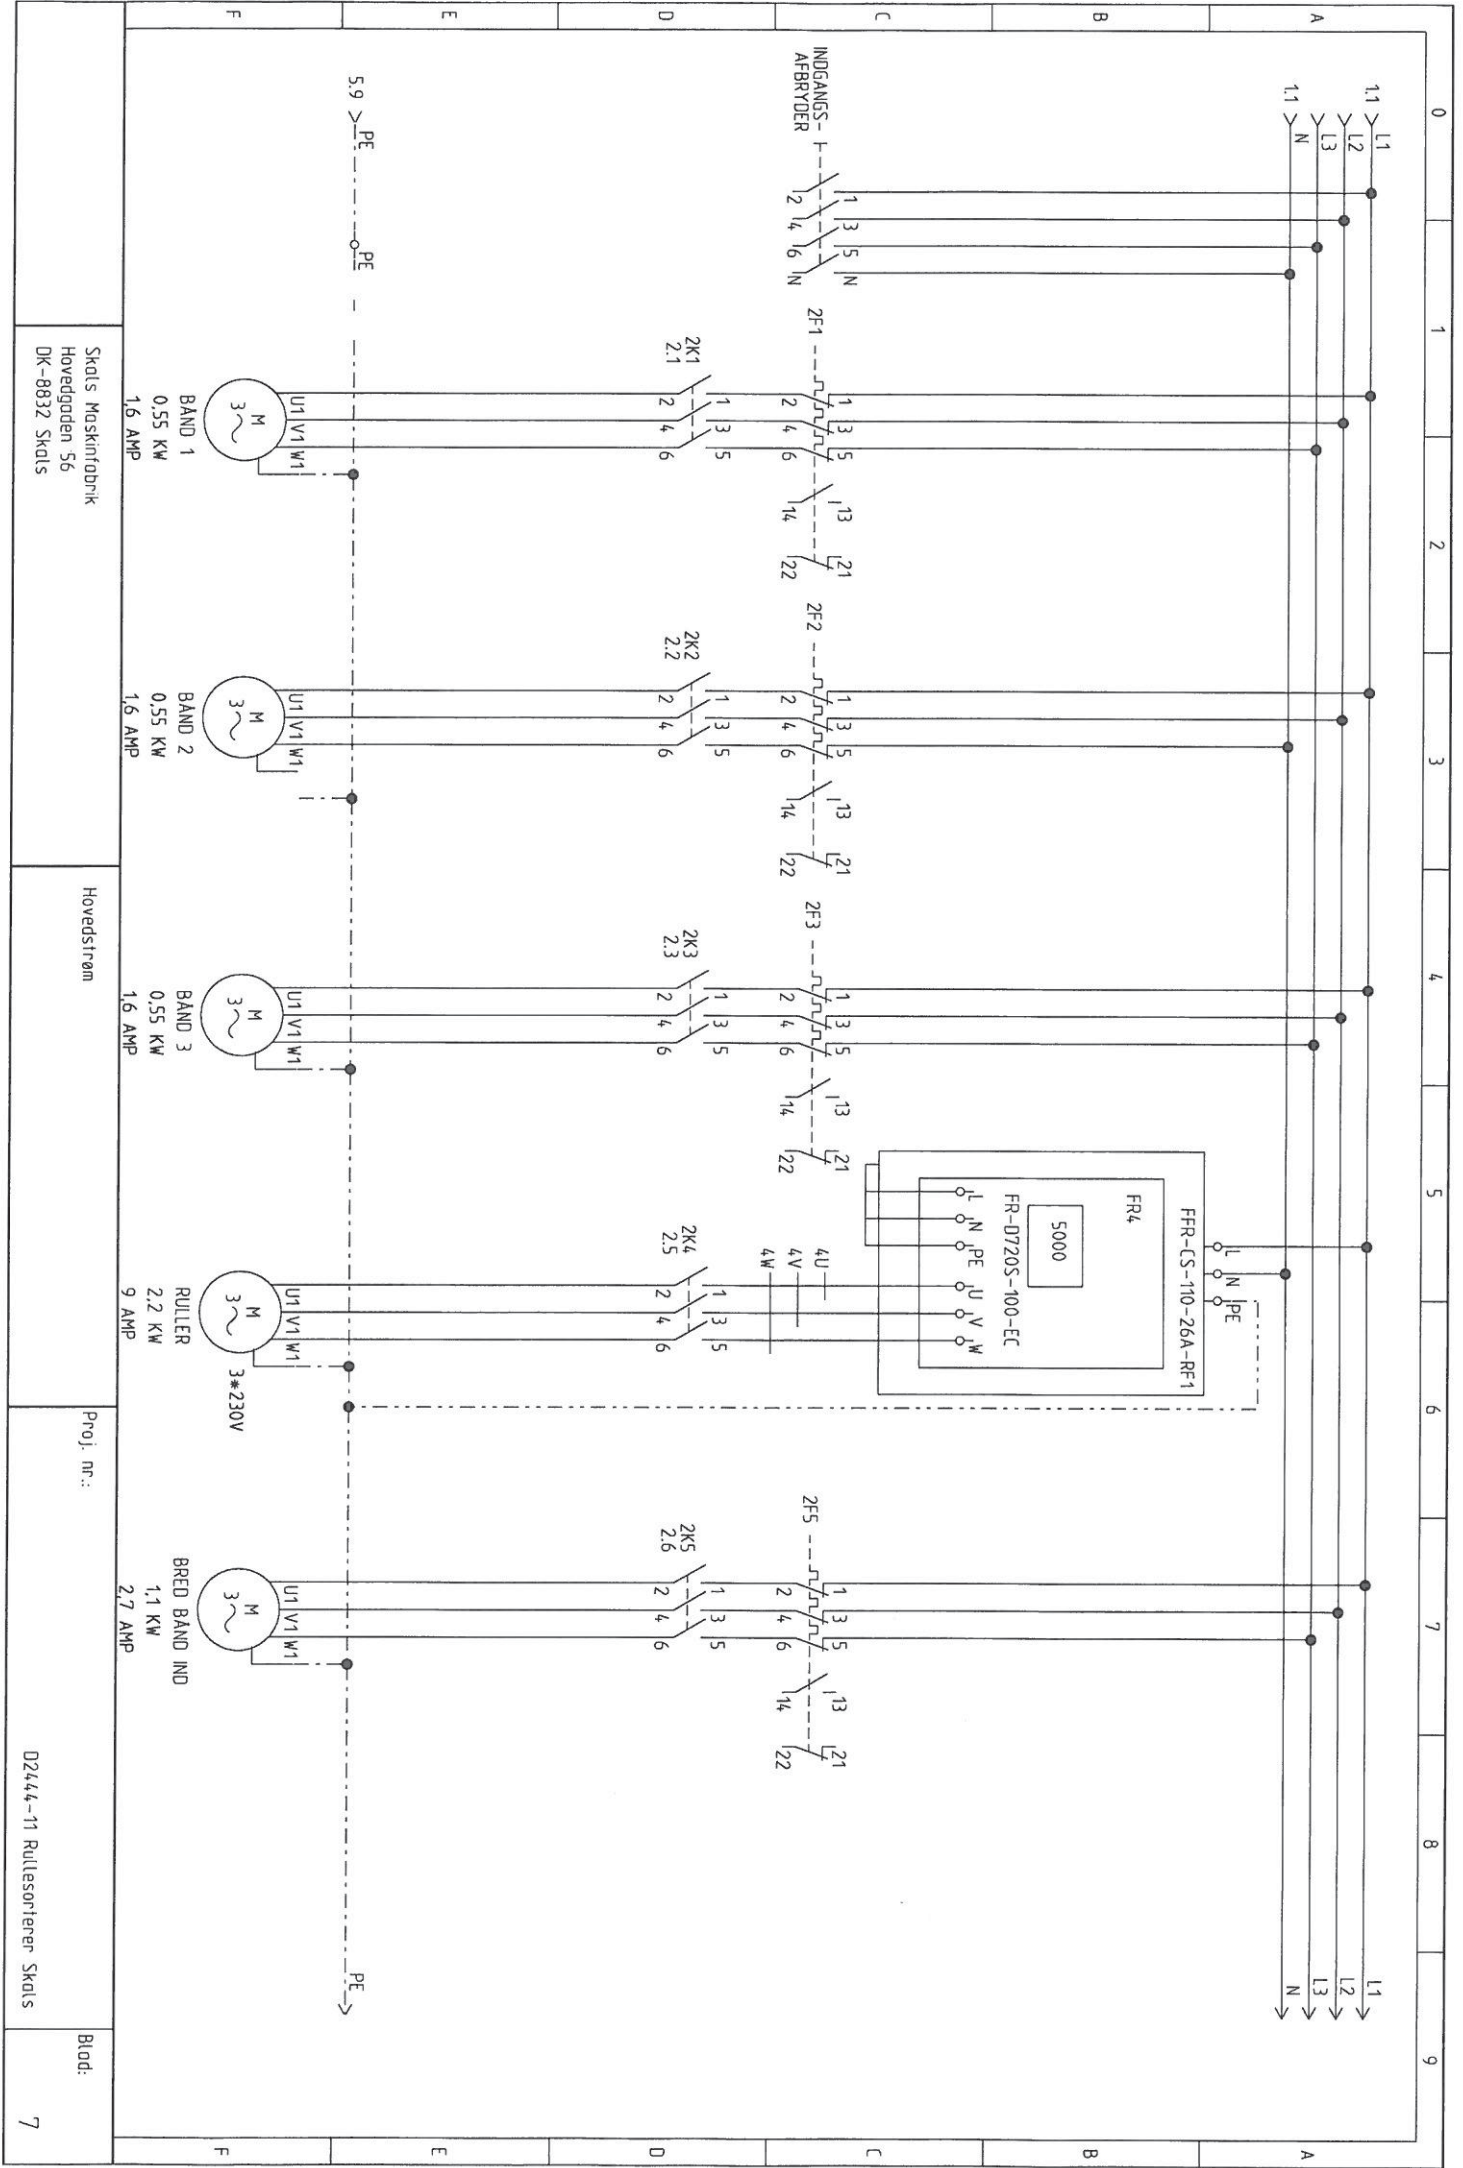 0 1 2 3 4 5 6 7 8 9
A
B
C
D
E
F
A
B
C
D
E
F
1.1 L1
L2
L3
1.1 N
L1
L2
L3
N
INDGANGS-
AFBRYDER
1 3 5 N
2 4 6 N
2F1
1 3 5 13 21
2 4 6 14 22
2F2
1 3 5 13 21
2 4 6 14 22
2F3
1 3 5 13 21
2 4 6 14 22
L N PE
FFR-CS-110-26A-RF1
FR4
5000
FR-D720S-100-EC
L N PE U V W
4U
4V
4W
2F5
1 3 5 13 21
2 4 6 14 22
2K1
2.1
1 3 5
2 4 6
2K2
2.2
1 3 5
2 4 6
2K3
2.3
1 3 5
2 4 6
2K4
2.5
1 3 5
2 4 6
2K5
2.6
1 3 5
2 4 6
5.9 PE PE
PE
U1 V1 W1
M
3~
BÅND 1
0,55 KW
1,6 AMP
U1 V1 W1
M
3~
BÅND 2
0,55 KW
1,6 AMP
U1 V1 W1
M
3~
BÅND 3
0,55 KW
1,6 AMP
U1 V1 W1
M
3~
3*230V
RULLER
2,2 KW
9 AMP
U1 V1 W1
M
3~
BRED BÅND IND
1,1 KW
2,7 AMP
Skals Maskinfabrik
Hovedgaden 56
DK-8832 Skals
Hovedstrøm
Proj. nr.:
D2444-11 Rullesorterer Skals
Blad:
7